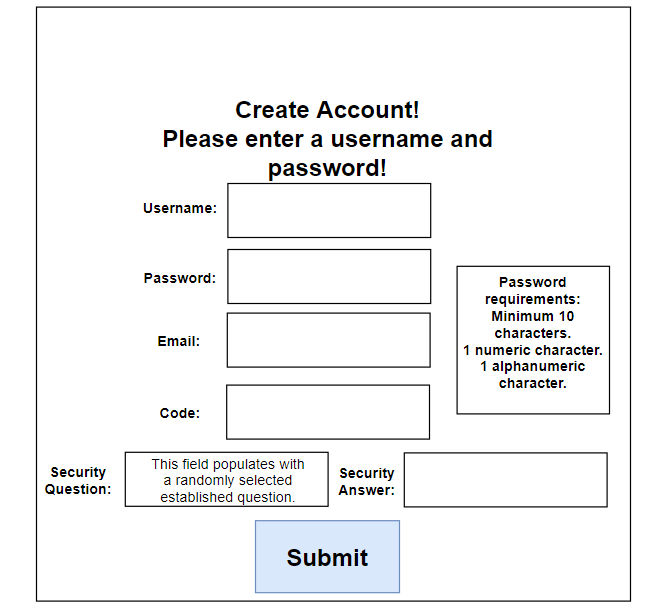 Create Account!
Please enter a username and
password!
Username:
Password:
Password
requirements:
Minimum 10
characters.
1 numeric character.
1 alphanumeric
character.
Email:
Code:
Security
Question:
This field populates with
a randomly selected
established question.
Security
Answer:
Submit